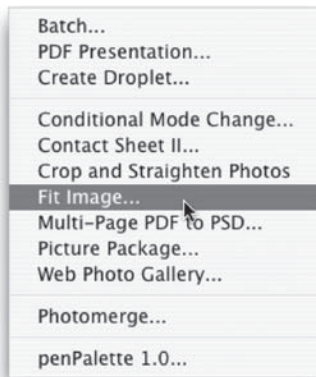 Batch...
PDF Presentation...
Create Droplet...
Conditional Mode Change...
Contact Sheet II...
Crop and Straighten Photos
Fit Image...
Multi-Page PDF to PSD...
Picture Package...
Web Photo Gallery...
Photomerge...
penPalette 1.0...